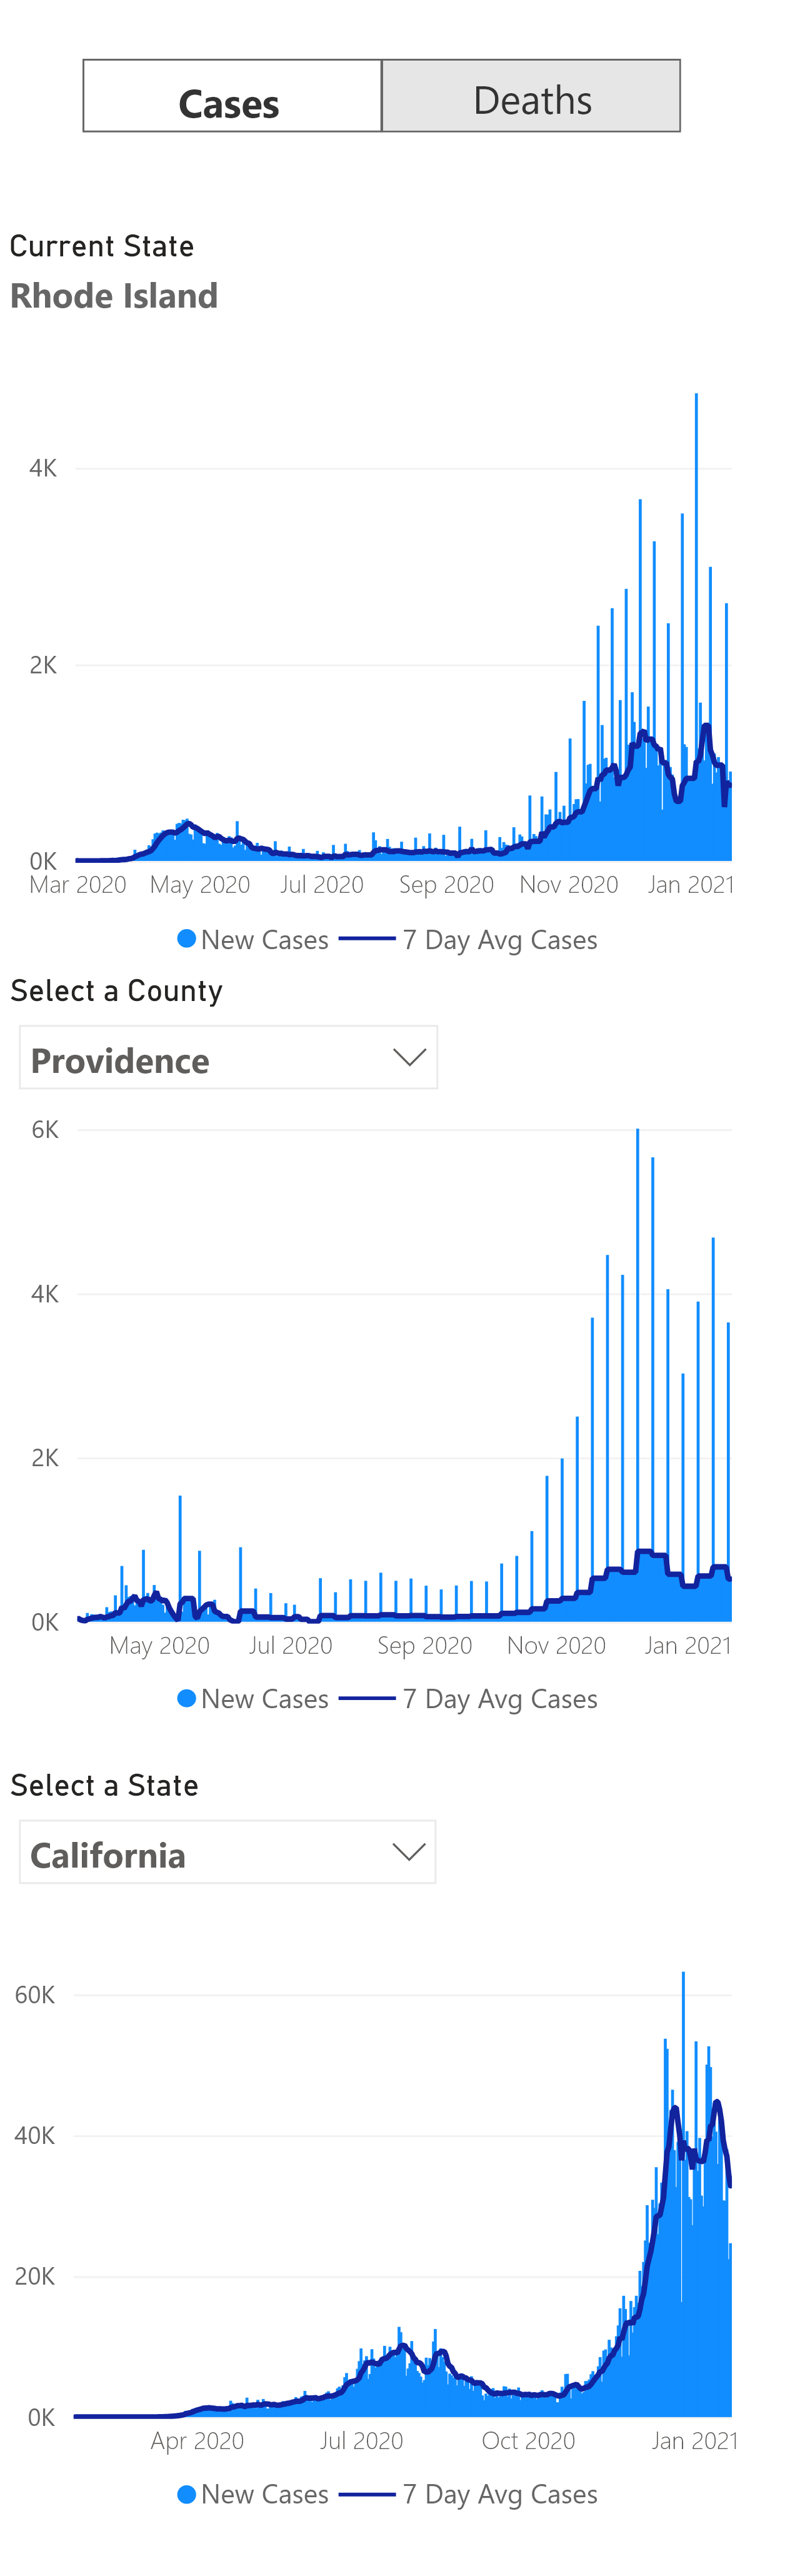 Cases Deaths
Current State
Rhode Island
4K
2K
0K
Mar 2020 May 2020 Jul 2020 Sep 2020 Nov 2020 Jan 2021
New Cases 7 Day Avg Cases
Select a County
Providence
6K
4K
2K
0K
May 2020 Jul 2020 Sep 2020 Nov 2020 Jan 2021
New Cases 7 Day Avg Cases
Select a State
California
60K
40K
20K
0K
Apr 2020 Jul 2020 Oct 2020 Jan 2021
New Cases 7 Day Avg Cases